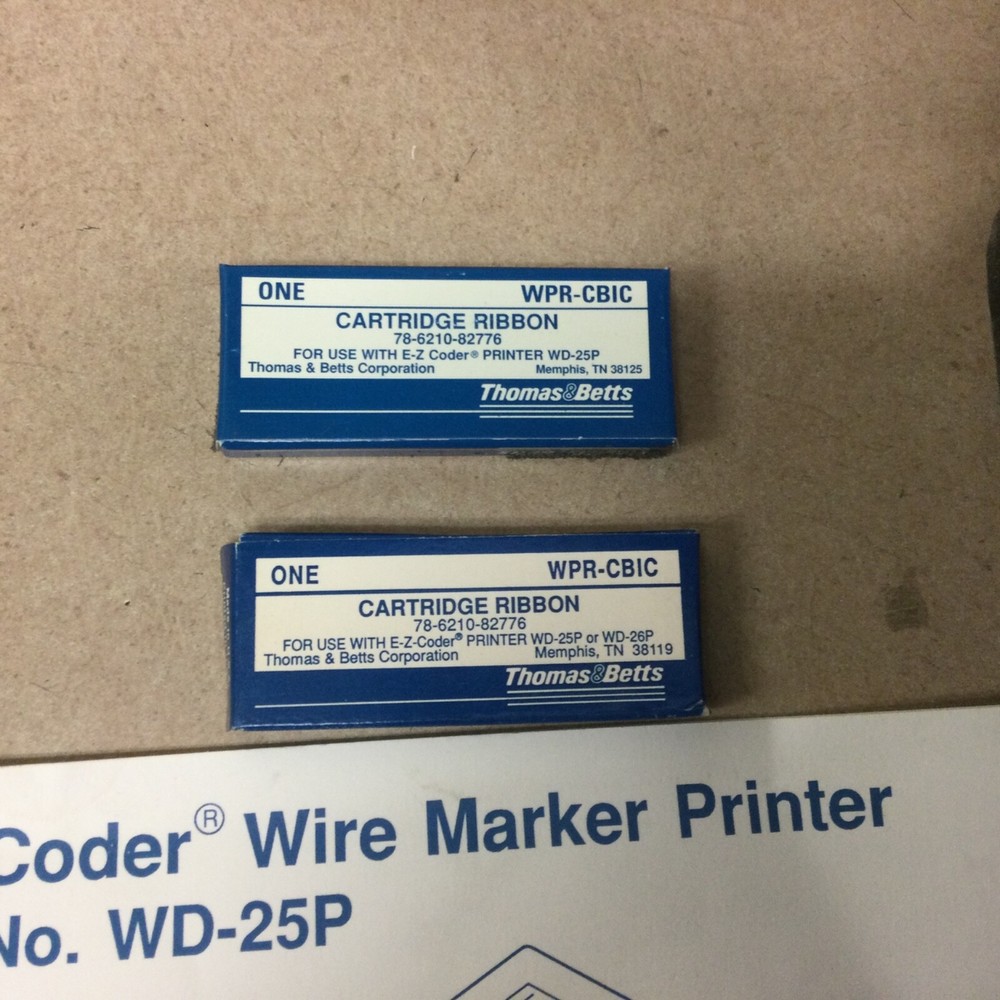 ONE WPR-CBIC
CARTRIDGE RIBBON
78-6210-82776
FOR USE WITH E-Z Coder® PRINTER WD-25P
Thomas & Betts Corporation Memphis, TN 38125
Thomas&Betts
ONE WPR-CBIC
CARTRIDGE RIBBON
78-6210-82776
FOR USE WITH E-Z-Coder® PRINTER WD-25P or WD-26P
Thomas & Betts Corporation Memphis, TN 38119
Thomas&Betts
Coder® Wire Marker Printer
No. WD-25P